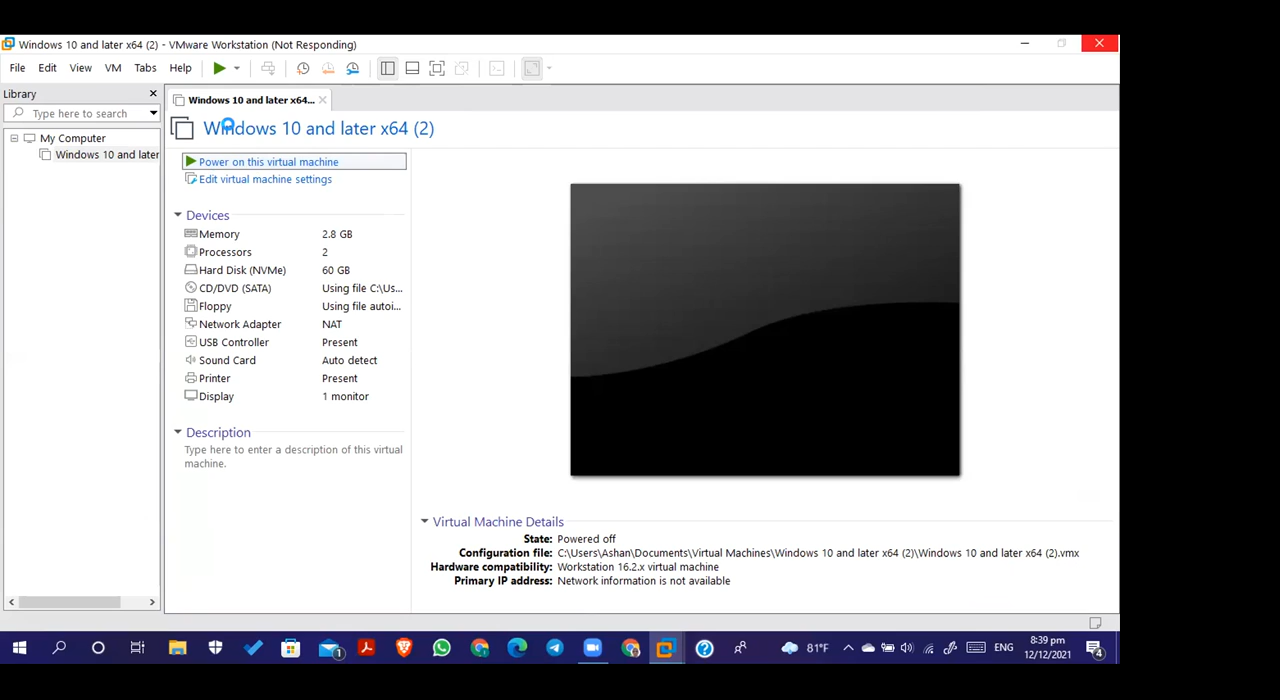 Windows 10 and later x64 (2) - VMware Workstation (Not Responding)
File Edit View VM Tabs Help
Library
Type here to search
My Computer
Windows 10 and later
Windows 10 and later x64...
Windows 10 and later x64 (2)
Power on this virtual machine
Edit virtual machine settings
Devices
Memory 2.8 GB
Processors 2
Hard Disk (NVMe) 60 GB
CD/DVD (SATA) Using file C:\Us...
Floppy Using file autoi...
Network Adapter NAT
USB Controller Present
Sound Card Auto detect
Printer Present
Display 1 monitor
Description
Type here to enter a description of this virtual
machine.
Virtual Machine Details
State: Powered off
Configuration file: C:\Users\Ashan\Documents\Virtual Machines\Windows 10 and later x64 (2)\Windows 10 and later x64 (2).vmx
Hardware compatibility: Workstation 16.2.x virtual machine
Primary IP address: Network information is not available
1
81°F
ENG
8:39 pm
12/12/2021
4